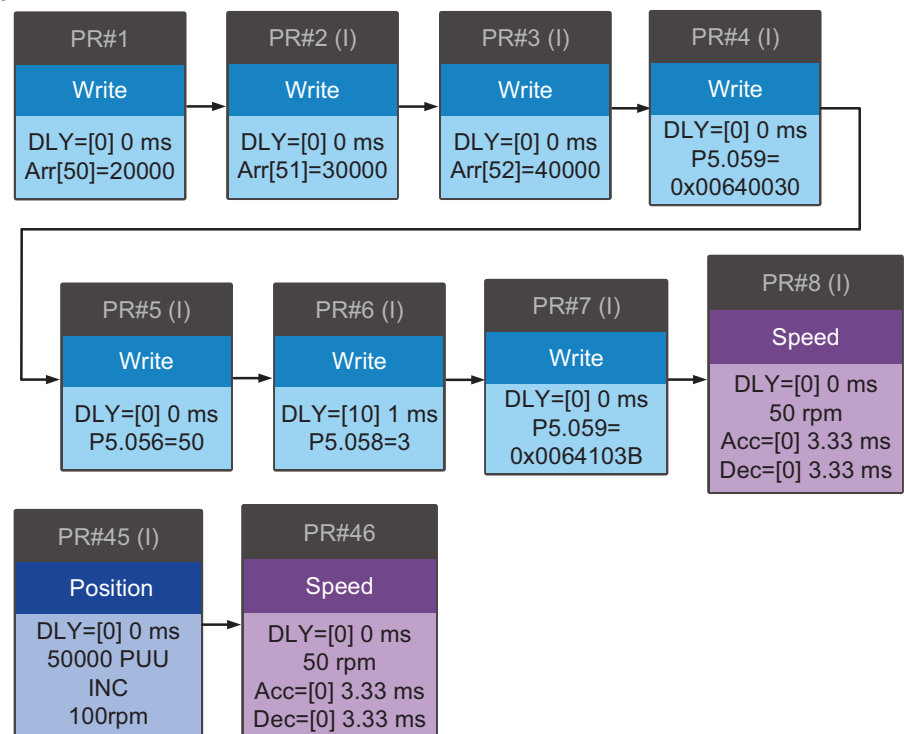 PR#1
Write
DLY=[0] 0 ms
Arr[50]=20000
PR#2 (I)
Write
DLY=[0] 0 ms
Arr[51]=30000
PR#3 (I)
Write
DLY=[0] 0 ms
Arr[52]=40000
PR#4 (I)
Write
DLY=[0] 0 ms
P5.059=
0x00640030
PR#5 (I)
Write
DLY=[0] 0 ms
P5.056=50
PR#6 (I)
Write
DLY=[10] 1 ms
P5.058=3
PR#7 (I)
Write
DLY=[0] 0 ms
P5.059=
0x0064103B
PR#8 (I)
Speed
DLY=[0] 0 ms
50 rpm
Acc=[0] 3.33 ms
Dec=[0] 3.33 ms
PR#45 (I)
Position
DLY=[0] 0 ms
50000 PUU
INC
100rpm
PR#46
Speed
DLY=[0] 0 ms
50 rpm
Acc=[0] 3.33 ms
Dec=[0] 3.33 ms